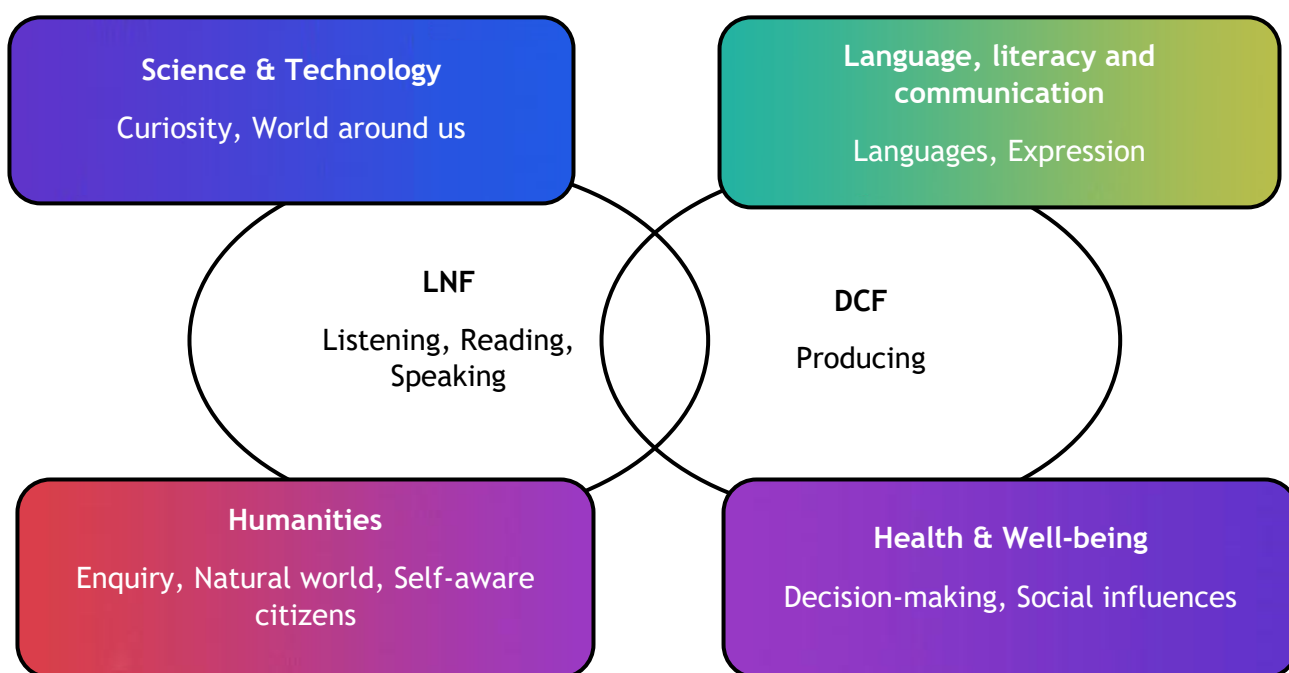 Science & Technology
Curiosity, World around us
Language, literacy and
communication
Languages, Expression
LNF
Listening, Reading,
Speaking
DCF
Producing
Humanities
Enquiry, Natural world, Self-aware
citizens
Health & Well-being
Decision-making, Social influences